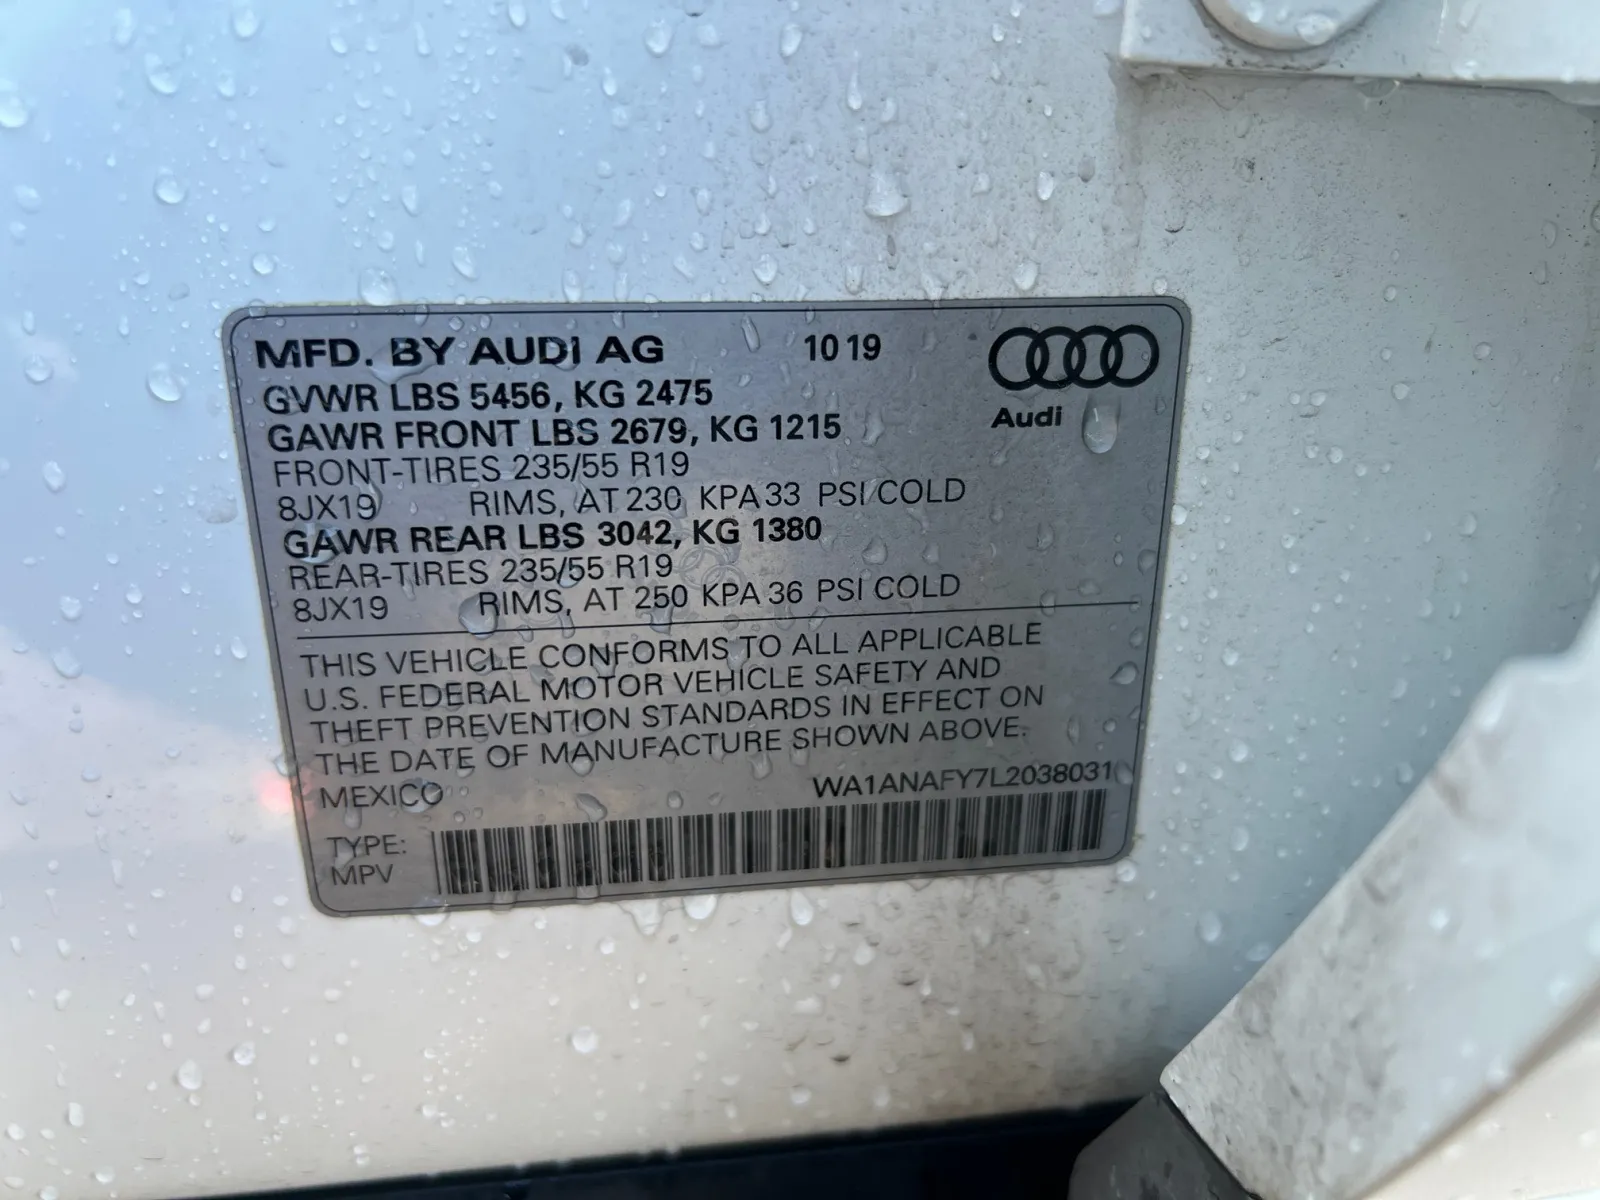 MFD. BY AUDI AG 10 19
GVWR LBS 5456, KG 2475
GAWR FRONT LBS 2679, KG 1215
Audi
FRONT-TIRES 235/55 R19
8JX19 RIMS, AT 230 KPA 33 PSI COLD
GAWR REAR LBS 3042, KG 1380
REAR-TIRES 235/55 R19
8JX19 RIMS, AT 250 KPA 36 PSI COLD
THIS VEHICLE CONFORMS TO ALL APPLICABLE
U.S. FEDERAL MOTOR VEHICLE SAFETY AND
THEFT PREVENTION STANDARDS IN EFFECT ON
THE DATE OF MANUFACTURE SHOWN ABOVE.
MEXICO WA1ANAFY7L2038031
TYPE:
MPV